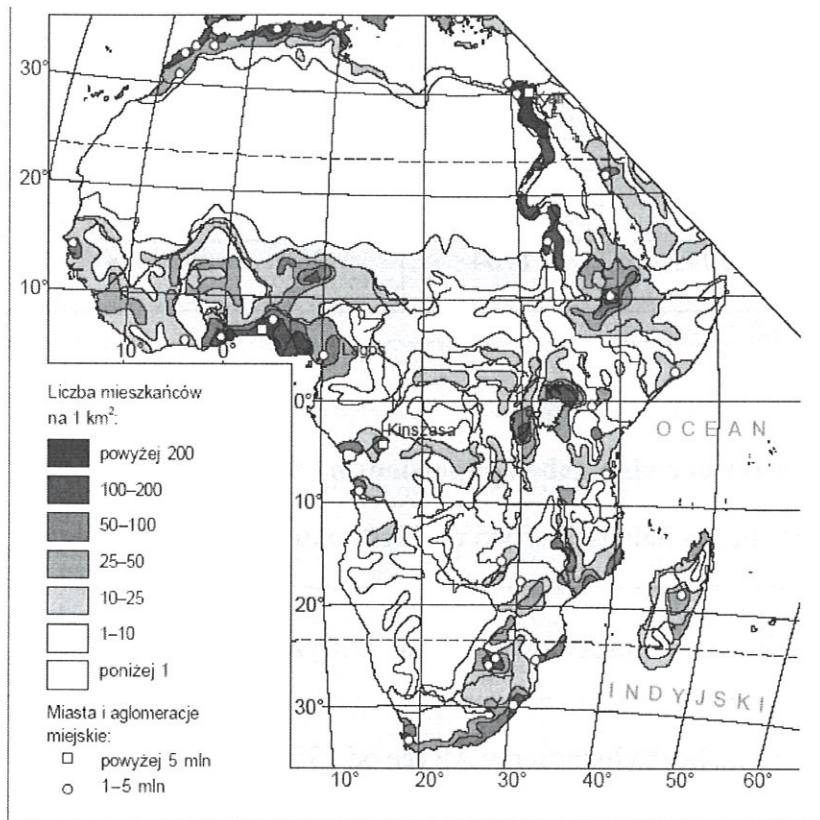 30°
20°
10°
10° 0°
Kair
Lagos
Liczba mieszkańców
na 1 km²:
powyżej 200
100–200
50–100
25–50
10–25
1–10
poniżej 1
Miasta i aglomeracje
miejskie:
powyżej 5 mln
1–5 mln
0°
Kinszasa
OCEAN
10°
20°
30°
INDYJSKI
10° 20° 30° 40° 50° 60°